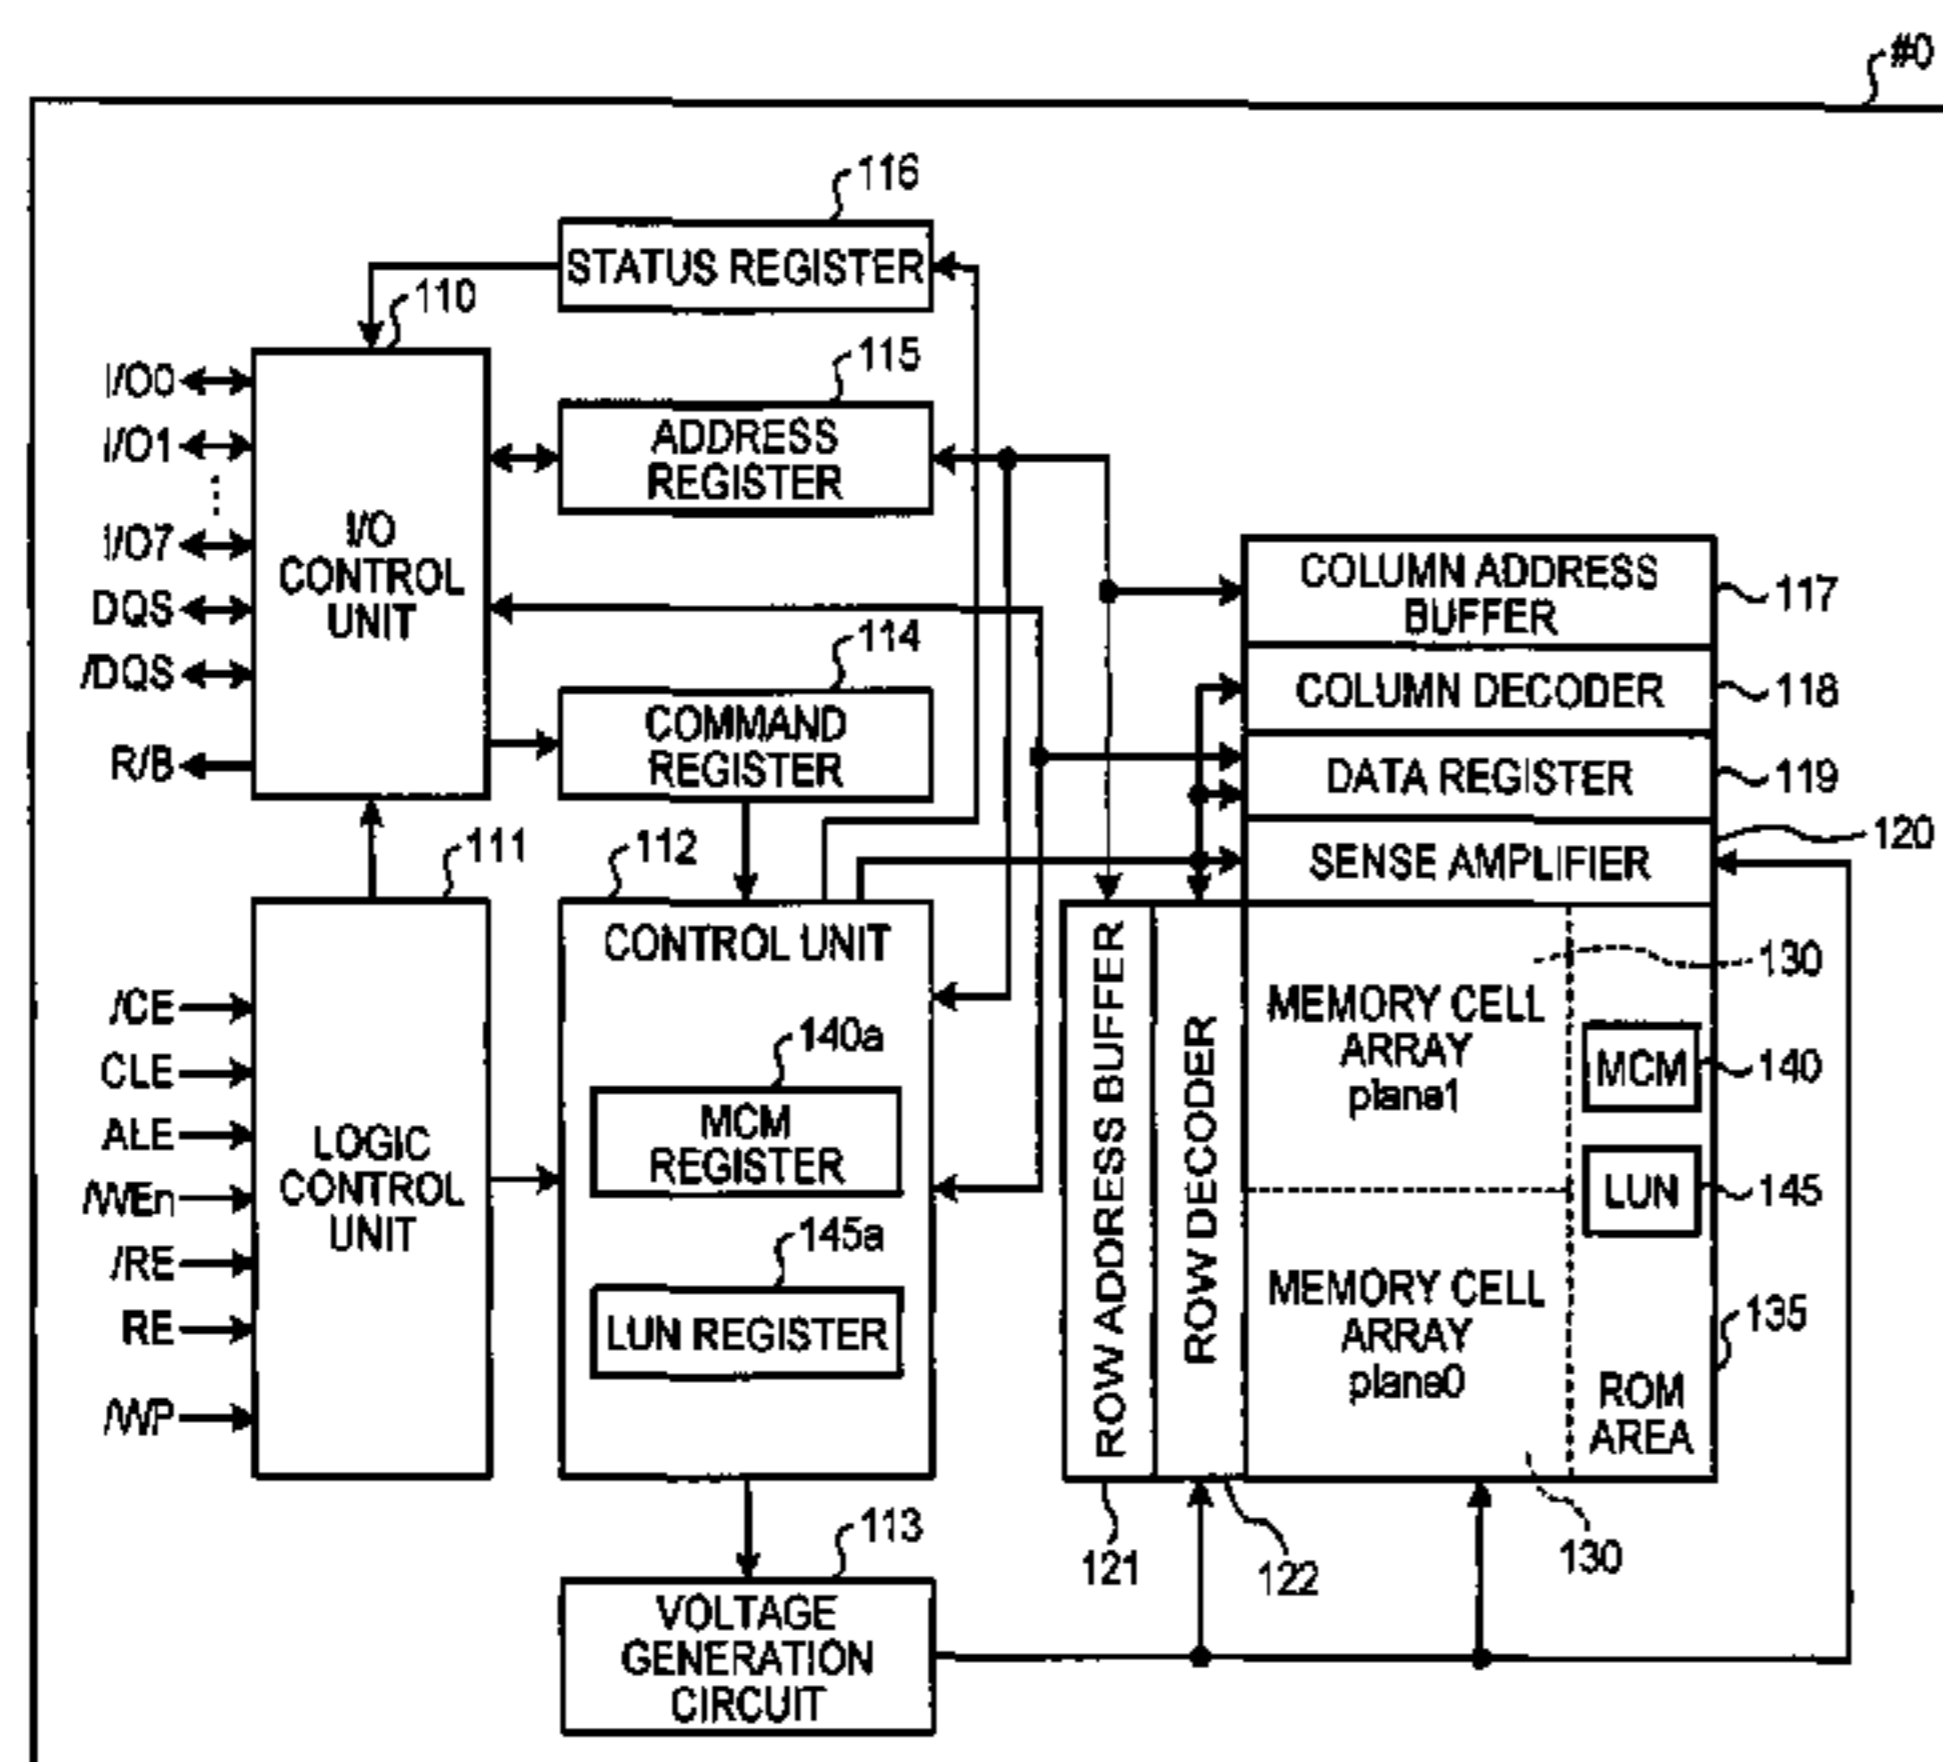 #0
116
STATUS REGISTER
110
115
I/O0
I/O1
I/O7
DQS
/DQS
R/B
I/O
CONTROL
UNIT
ADDRESS
REGISTER
114
COMMAND
REGISTER
COLUMN ADDRESS
BUFFER
117
COLUMN DECODER
118
DATA REGISTER
119
SENSE AMPLIFIER
120
111
112
/CE
CLE
ALE
/WEn
/RE
RE
/WP
LOGIC
CONTROL
UNIT
CONTROL UNIT
140a
MCM
REGISTER
145a
LUN REGISTER
ROW ADDRESS BUFFER
ROW DECODER
MEMORY CELL
ARRAY
plane1
130
MCM
140
LUN
145
MEMORY CELL
ARRAY
plane0
135
ROM
AREA
113
121
122
130
VOLTAGE
GENERATION
CIRCUIT